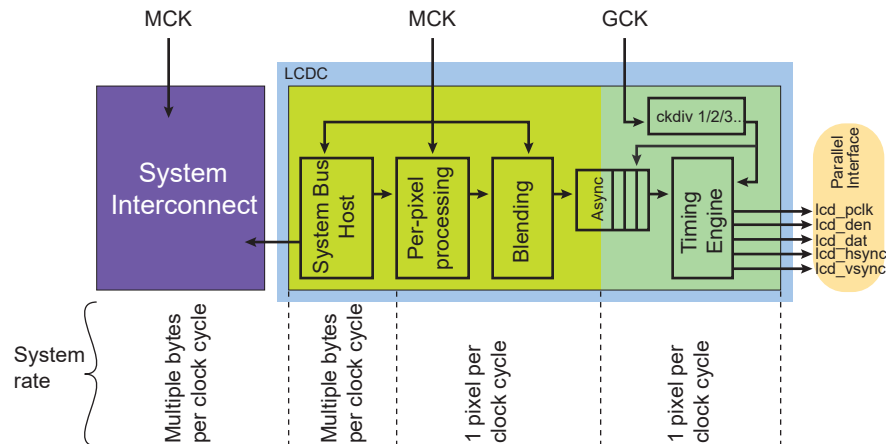 MCK
MCK
GCK
LCDC
ckdiv 1/2/3..
System
Interconnect
System Bus
Host
Per-pixel
processing
Blending
Async
Timing
Engine
Parallel
Interface
lcd_pclk
lcd_den
lcd_dat
lcd_hsync
lcd_vsync
System
rate
Multiple bytes
per clock cycle
Multiple bytes
per clock cycle
1 pixel per
clock cycle
1 pixel per
clock cycle